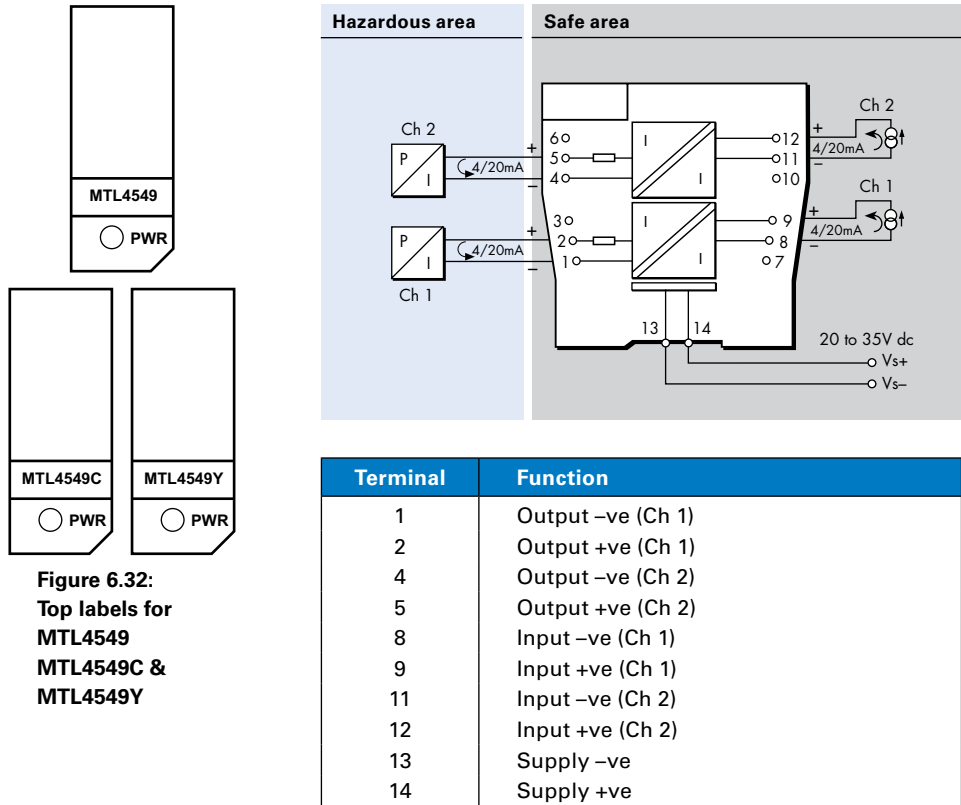 MTL4549
PWR
MTL4549C
PWR
MTL4549Y
PWR
Figure 6.32:
Top labels for
MTL4549
MTL4549C &
MTL4549Y
Hazardous area
Safe area
Ch 2
P
I
+
4/20mA
–
Ch 1
P
I
+
4/20mA
–
6
5
4
3
2
1
I
I
I
I
12
11
10
9
8
7
Ch 2
+
4/20mA
–
Ch 1
+
4/20mA
–
13
14
20 to 35V dc
Vs+
Vs–
Terminal Function
1 Output –ve (Ch 1)
2 Output +ve (Ch 1)
4 Output –ve (Ch 2)
5 Output +ve (Ch 2)
8 Input –ve (Ch 1)
9 Input +ve (Ch 1)
11 Input –ve (Ch 2)
12 Input +ve (Ch 2)
13 Supply –ve
14 Supply +ve